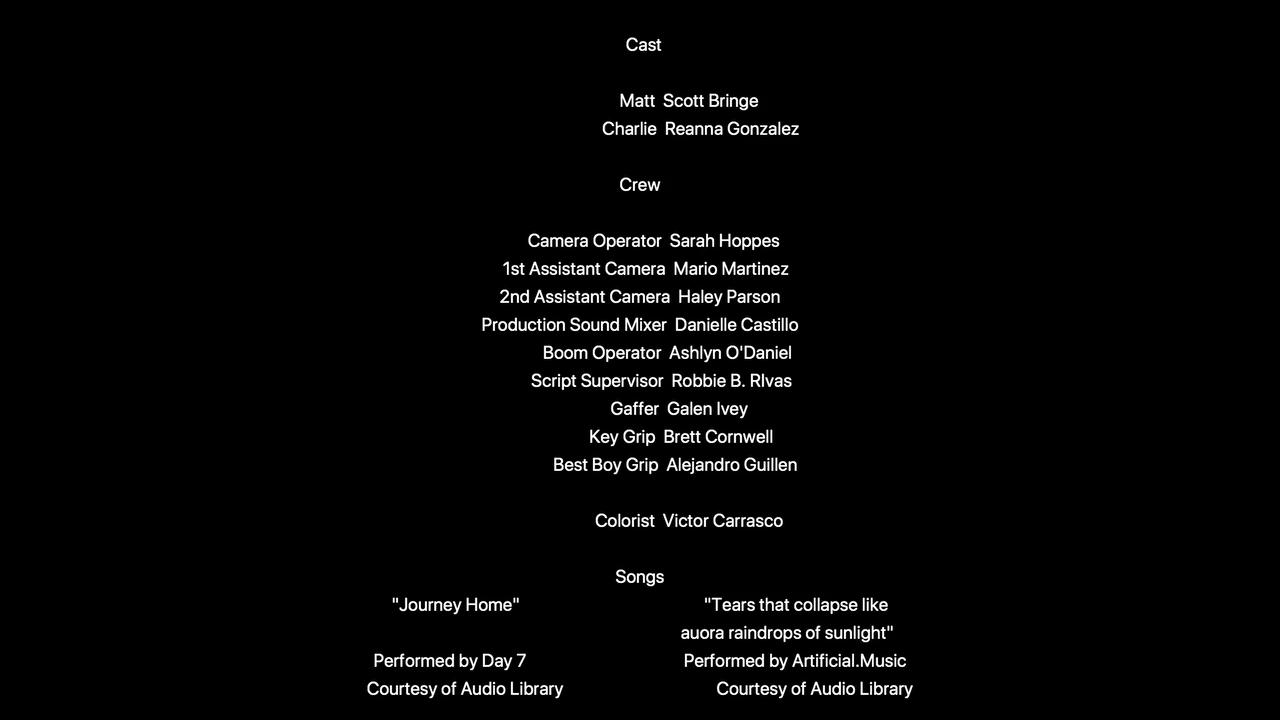 Cast
Matt Scott Bringe
Charlie Reanna Gonzalez
Crew
Camera Operator Sarah Hoppes
1st Assistant Camera Mario Martinez
2nd Assistant Camera Haley Parson
Production Sound Mixer Danielle Castillo
Boom Operator Ashlyn O'Daniel
Script Supervisor Robbie B. RIvas
Gaffer Galen Ivey
Key Grip Brett Cornwell
Best Boy Grip Alejandro Guillen
Colorist Victor Carrasco
Songs
"Journey Home"
Performed by Day 7
Courtesy of Audio Library
"Tears that collapse like
auora raindrops of sunlight"
Performed by Artificial.Music
Courtesy of Audio Library